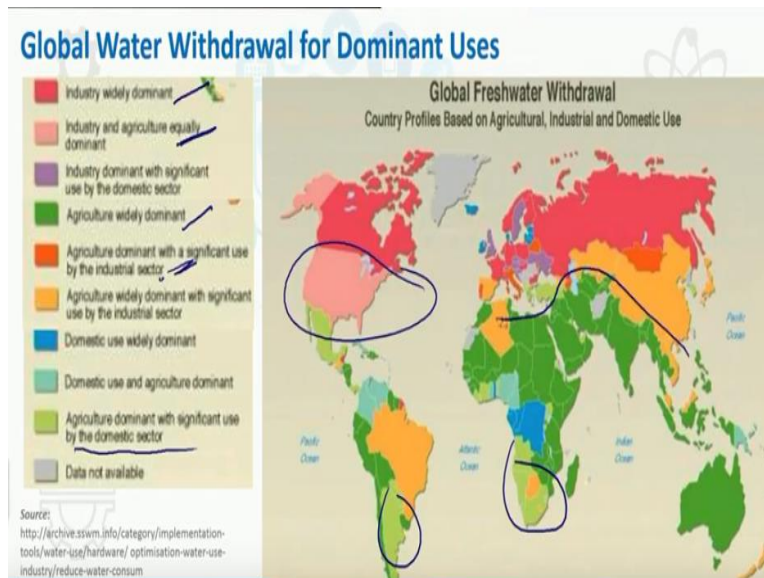 Global Water Withdrawal for Dominant Uses
Industry widely dominant
Industry and agriculture equally
dominant
Industry dominant with significant
use by the domestic sector
Agriculture widely dominant
Agriculture dominant with a significant use
by the industrial sector
Agriculture widely dominant with significant
use by the industrial sector
Domestic use widely dominant
Domestic use and agriculture dominant
Agriculture dominant with significant use
by the domestic sector
Data not available
Source:
http://archive.sswm.info/category/implementation-
tools/water-use/hardware/ optimisation-water-use-
industry/reduce-water-consum
Global Freshwater Withdrawal
Country Profiles Based on Agricultural, Industrial and Domestic Use
Pacific
Ocean
Pacific
Ocean
Atlantic
Ocean
Indian
Ocean